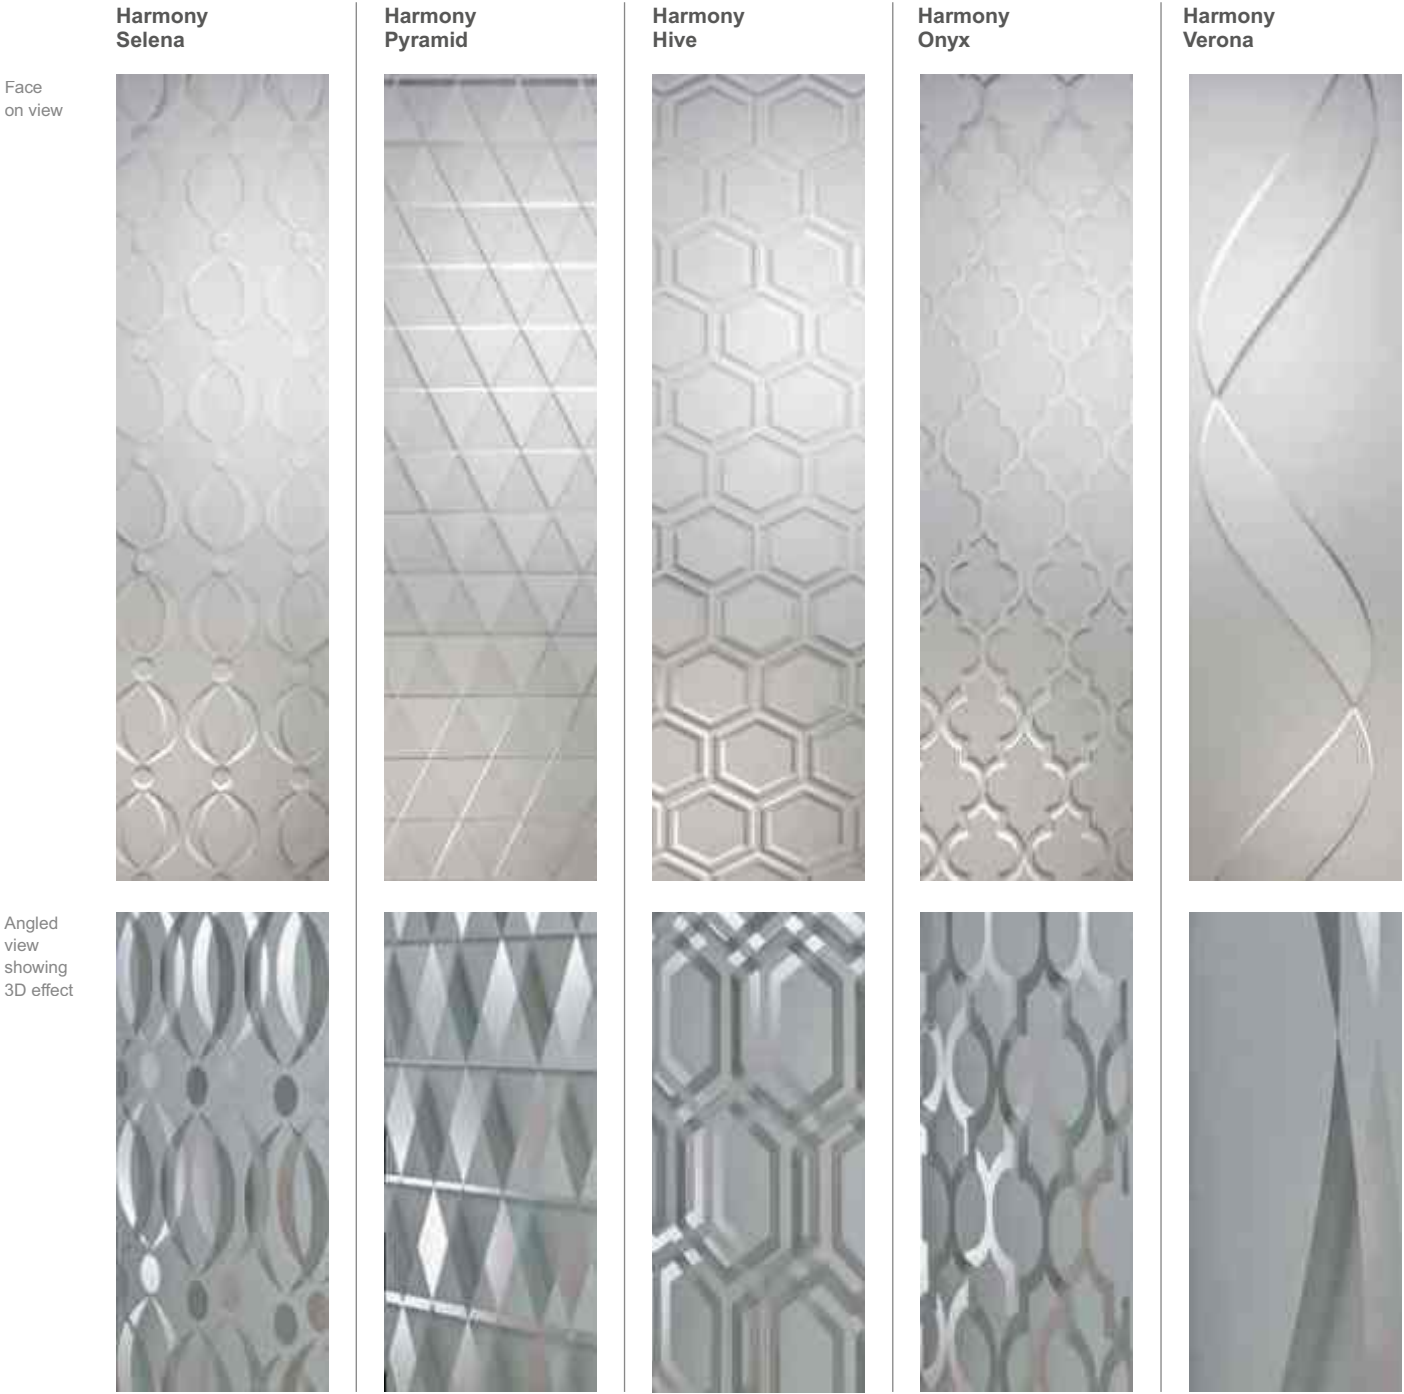 Harmony
Selena
Harmony
Pyramid
Harmony
Hive
Harmony
Onyx
Harmony
Verona
Face
on view
Angled
view
showing
3D effect